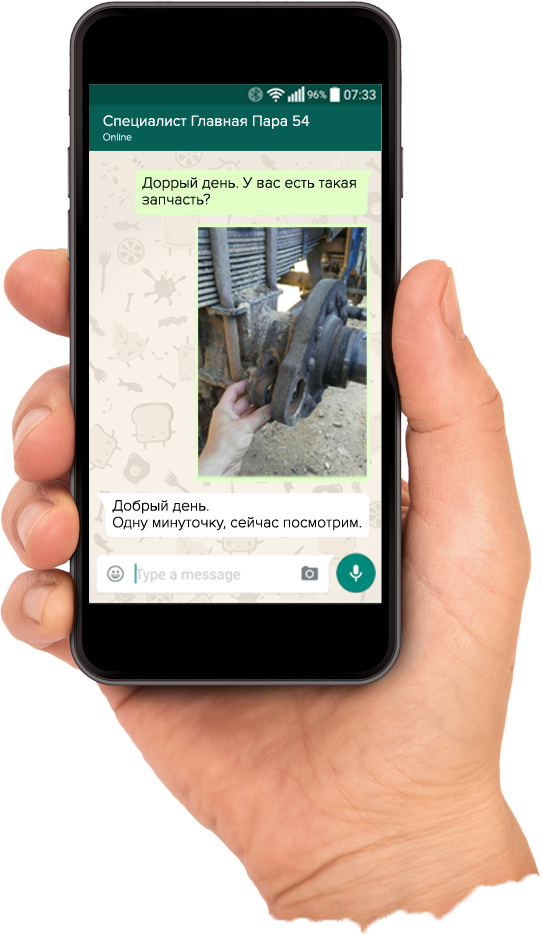 96% 07:33
Специалист Главная Пара 54
Online
Доррый день. У вас есть такая
запчасть?
Добрый день.
Одну минуточку, сейчас посмотрим.
Type a message